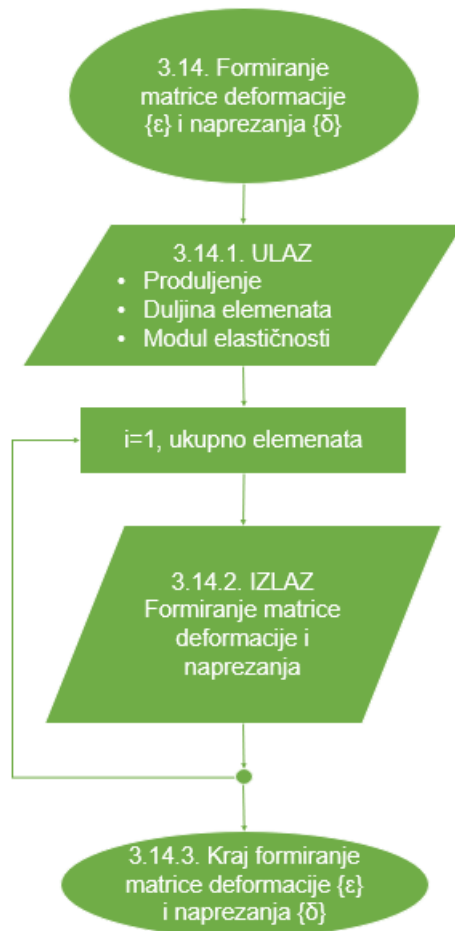 3.14. Formiranje
matrice deformacije
{ε} i naprezanja {δ}
3.14.1. ULAZ
• Produljenje
• Duljina elemenata
• Modul elastičnosti
i=1, ukupno elemenata
3.14.2. IZLAZ
Formiranje matrice
deformacije i
naprezanja
3.14.3. Kraj formiranje
matrice deformacije {ε}
i naprezanja {δ}